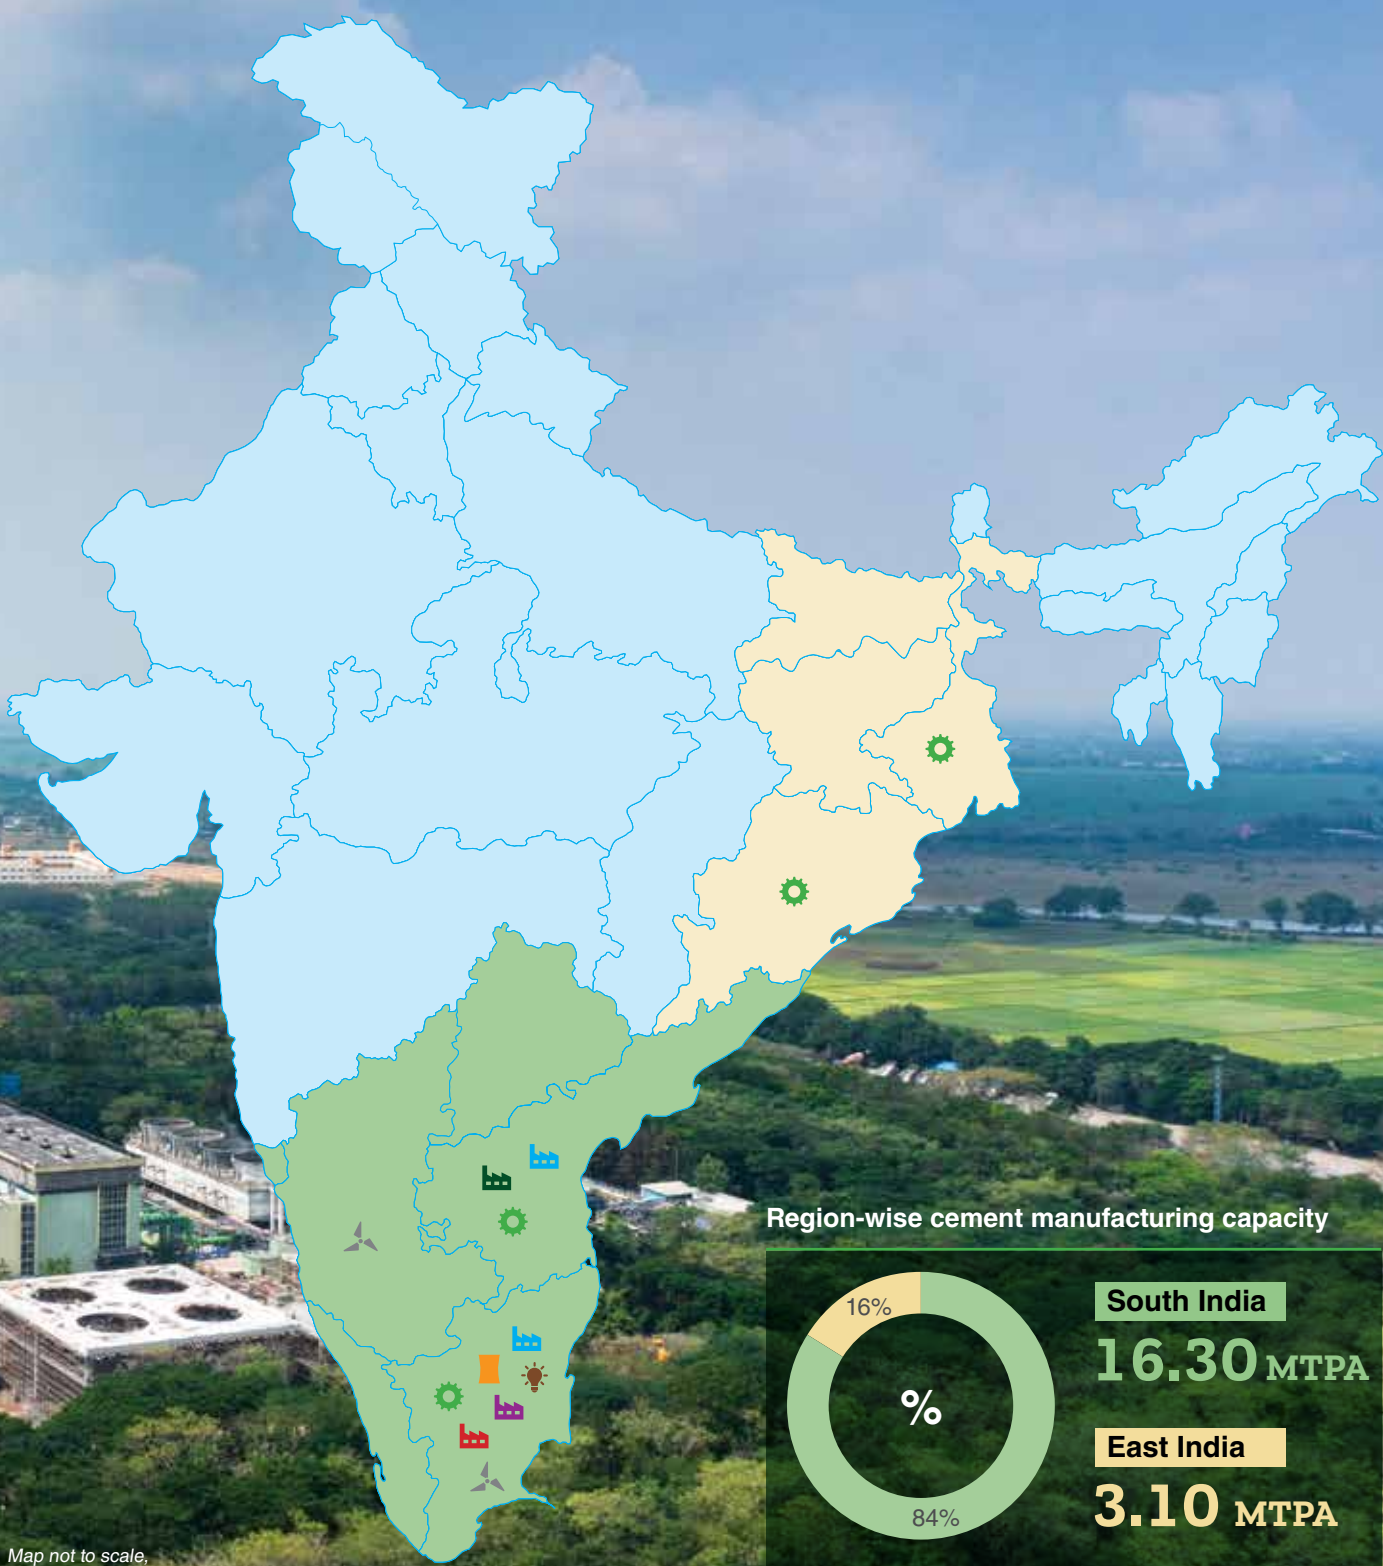 Region-wise cement manufacturing capacity
16%
%
84%
South India
16.30 MTPA
East India
3.10 MTPA
Map not to scale,